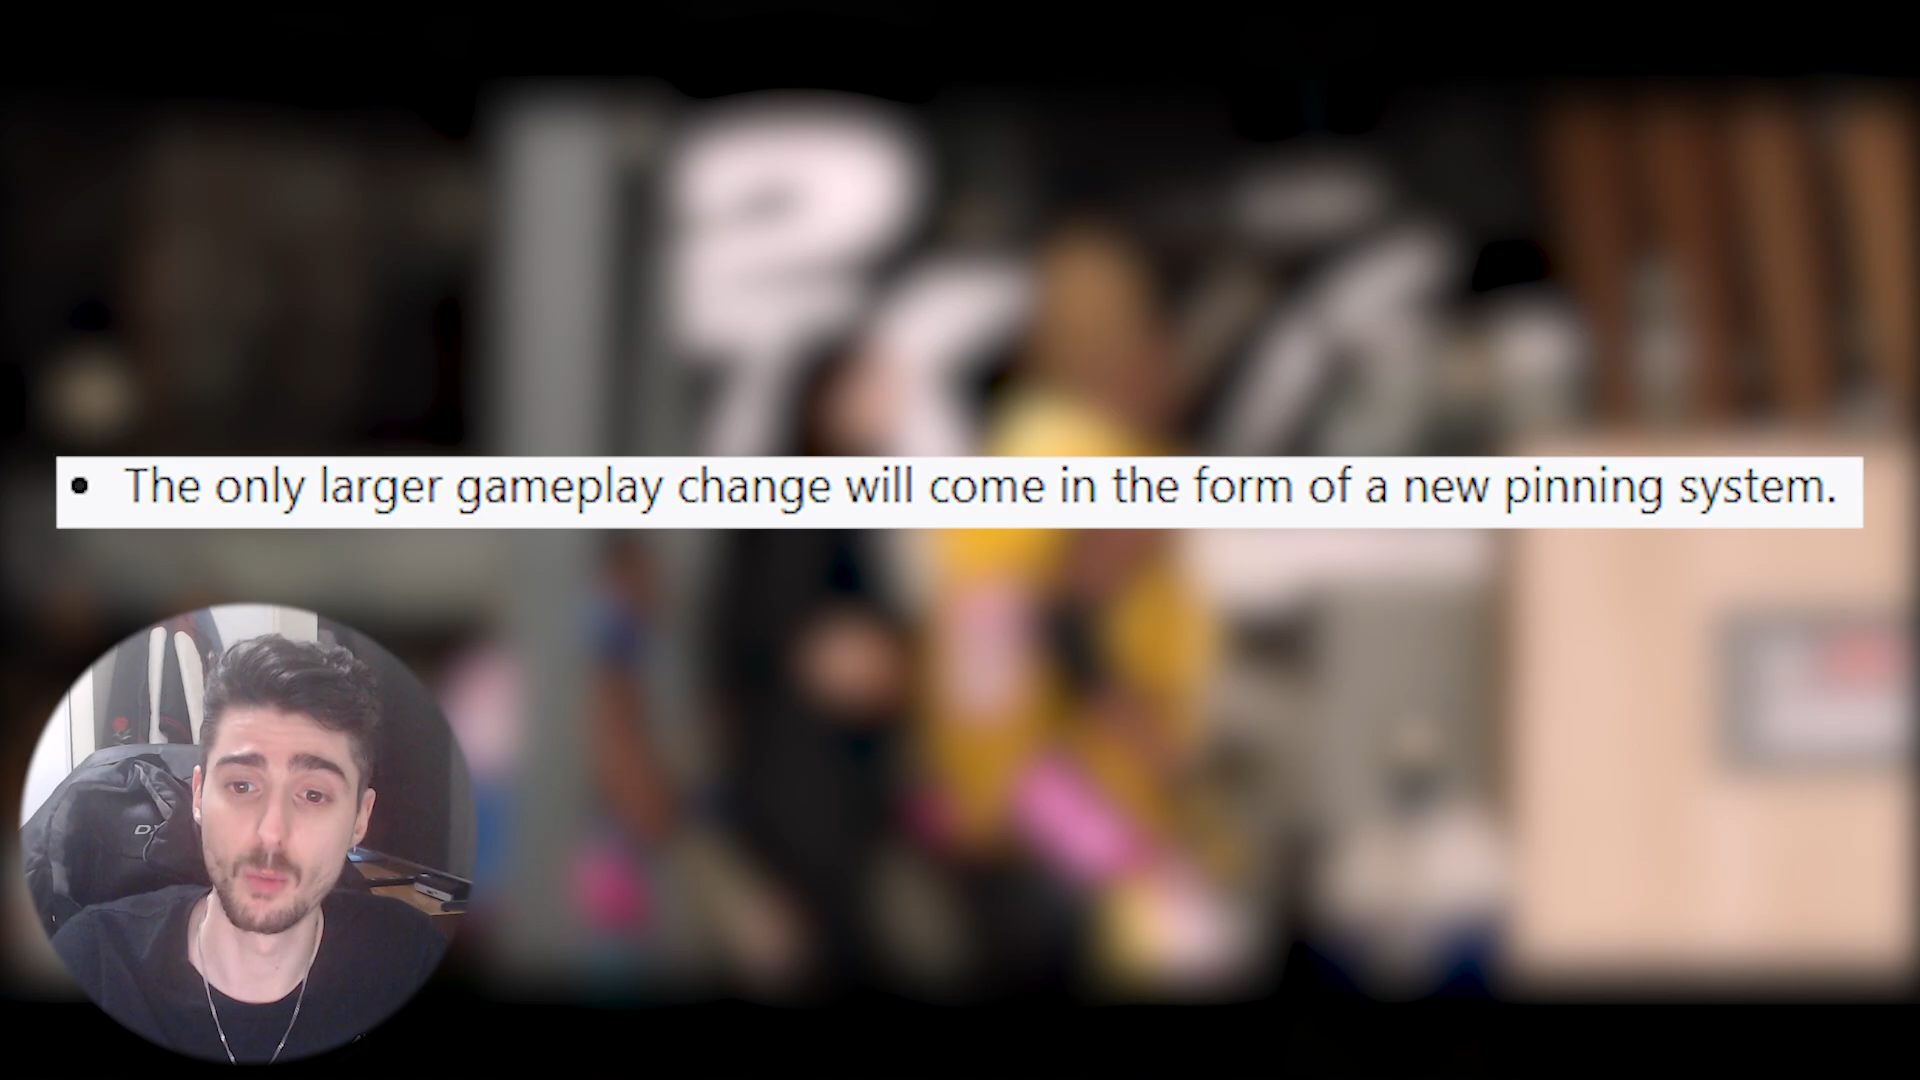 • The only larger gameplay change will come in the form of a new pinning system.